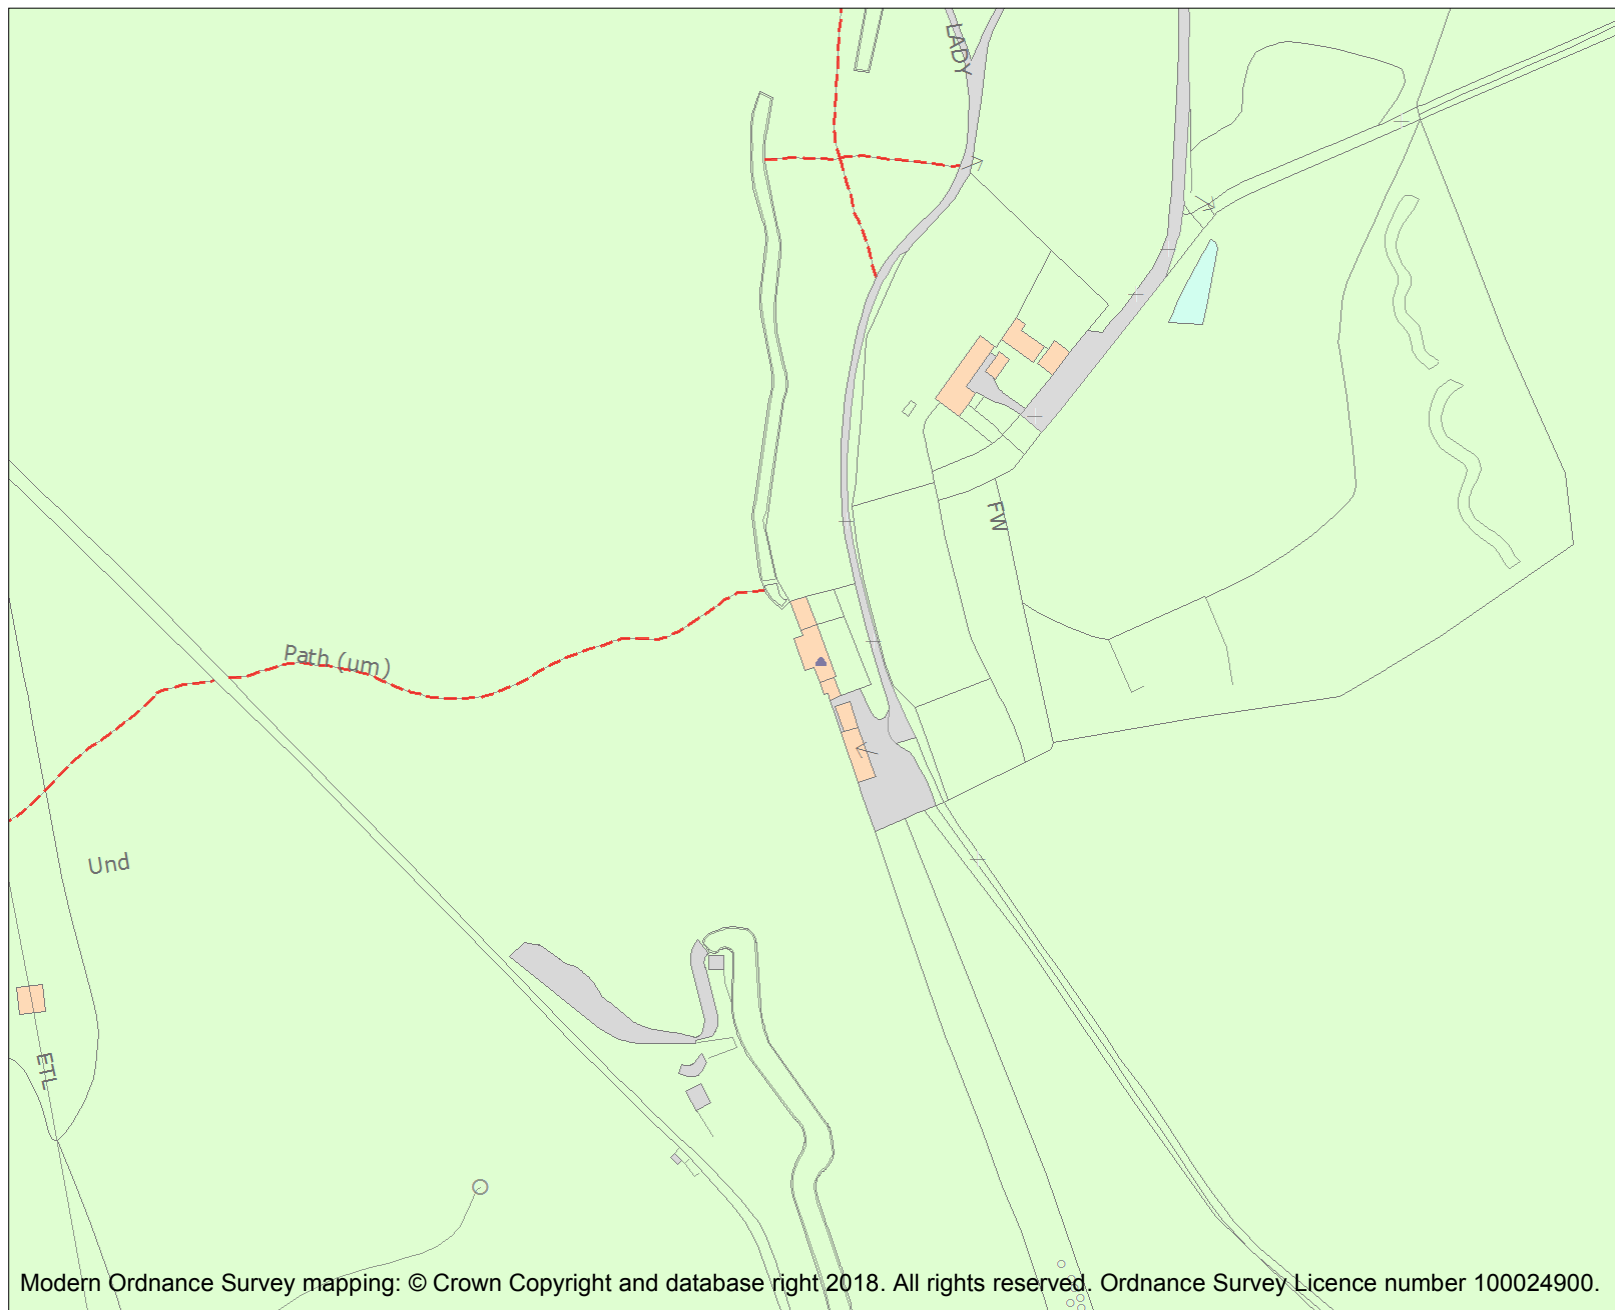 LADY
FW
Path (um)
Und
ETL
Modern Ordnance Survey mapping: © Crown Copyright and database right 2018. All rights reserved. Ordnance Survey Licence number 100024900.